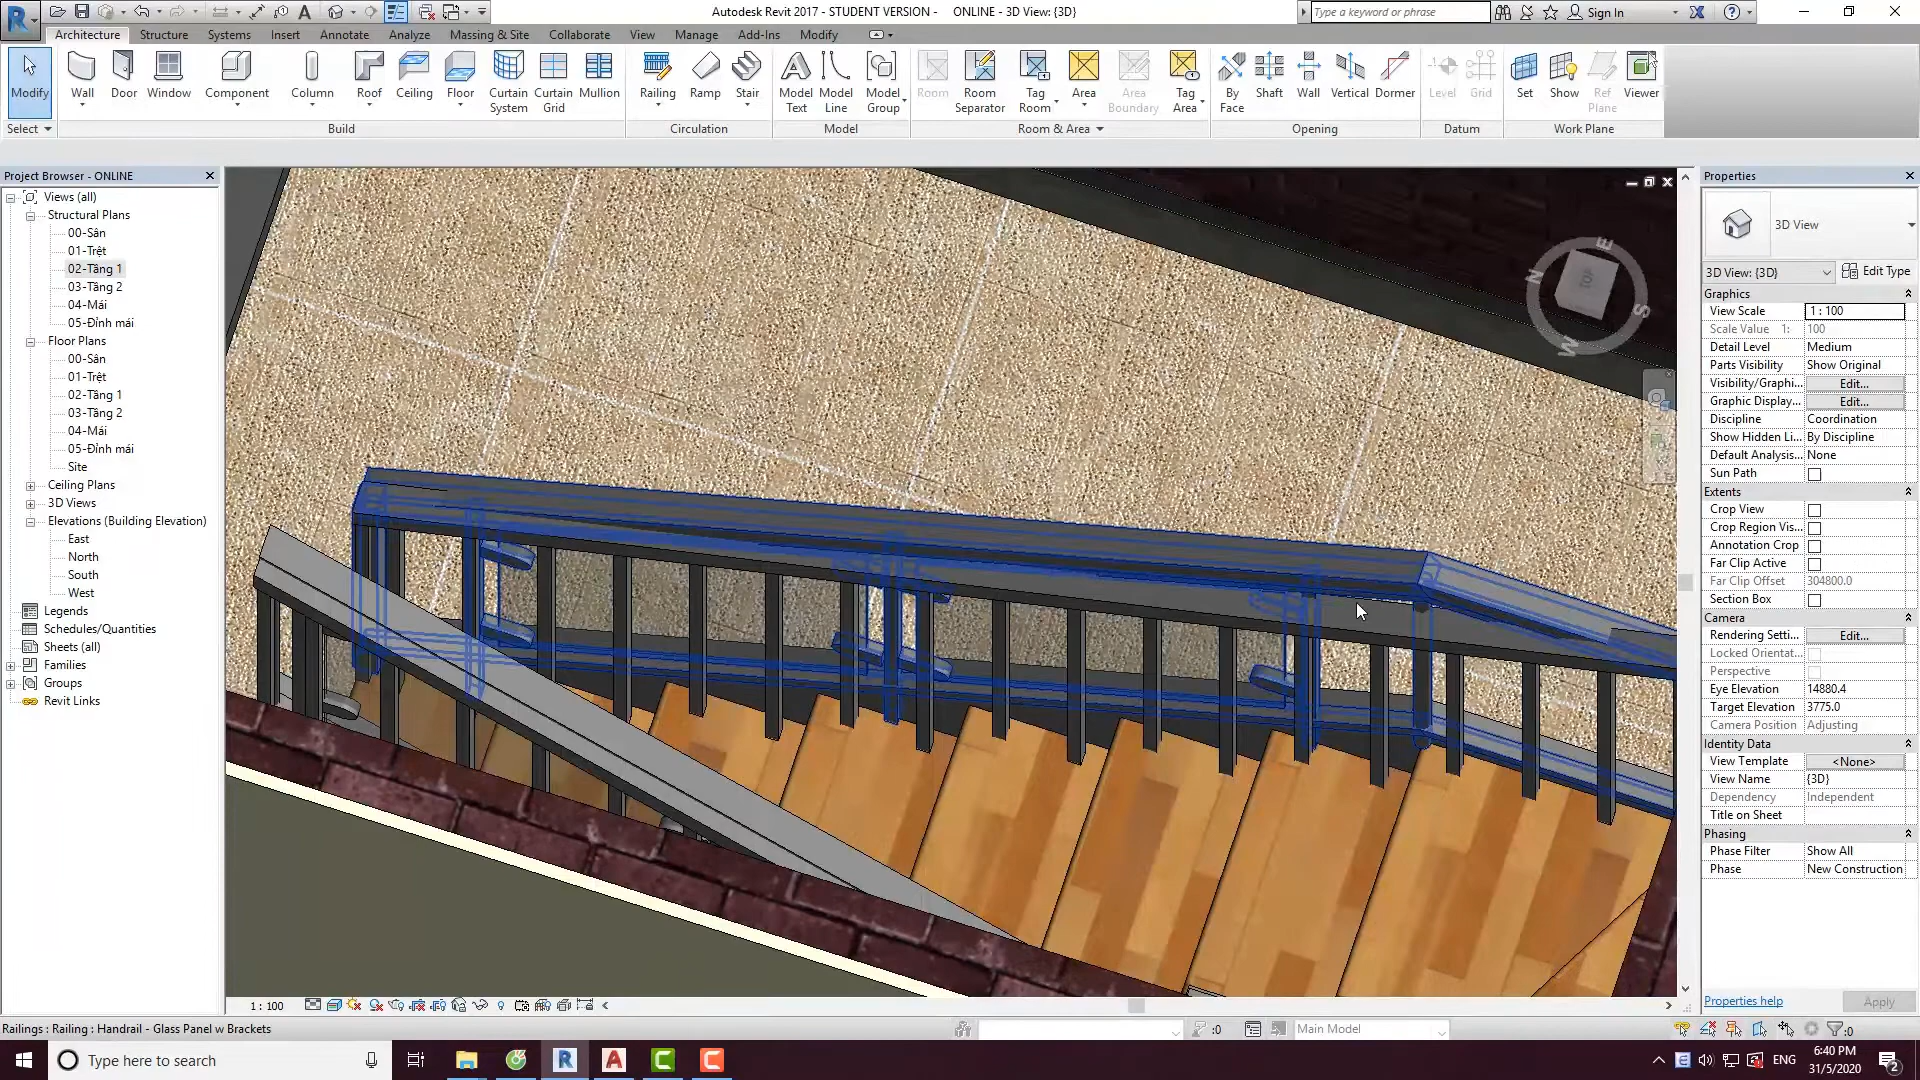 Autodesk Revit 2017 - STUDENT VERSION -    ONLINE - 3D View: {3D}
Type a keyword or phrase
Sign In
Architecture Structure Systems Insert Annotate Analyze Massing & Site Collaborate View Manage Add-Ins Modify
Modify Wall Door Window Component Column Roof Ceiling Floor Curtain System Curtain Grid Mullion Railing Ramp Stair Model Text Model Line Model Group Room Room Separator Tag Room Area Area Boundary Tag Area By Face Shaft Wall Vertical Dormer Level Grid Set Show Ref Plane Viewer
Select Build Circulation Model Room & Area Opening Datum Work Plane
Project Browser - ONLINE
Views (all)
Structural Plans
00-Sân
01-Trệt
02-Tầng 1
03-Tầng 2
04-Mái
05-Đỉnh mái
Floor Plans
00-Sân
01-Trệt
02-Tầng 1
03-Tầng 2
04-Mái
05-Đỉnh mái
Site
Ceiling Plans
3D Views
Elevations (Building Elevation)
East
North
South
West
Legends
Schedules/Quantities
Sheets (all)
Families
Groups
Revit Links
E
N
S
W
Properties
3D View
3D View: {3D} Edit Type
Graphics
View Scale 1 : 100
Scale Value 1: 100
Detail Level Medium
Parts Visibility Show Original
Visibility/Graphi... Edit...
Graphic Display... Edit...
Discipline Coordination
Show Hidden Li... By Discipline
Default Analysis... None
Sun Path
Extents
Crop View
Crop Region Vis...
Annotation Crop
Far Clip Active
Far Clip Offset 304800.0
Section Box
Camera
Rendering Setti... Edit...
Locked Orientat...
Perspective
Eye Elevation 14880.4
Target Elevation 3775.0
Camera Position Adjusting
Identity Data
View Template <None>
View Name {3D}
Dependency Independent
Title on Sheet
Phasing
Phase Filter Show All
Phase New Construction
Properties help Apply
1 : 100
Railings : Railing : Handrail - Glass Panel w Brackets
:0 Main Model :0
Type here to search
ENG 6:40 PM
31/5/2020
2